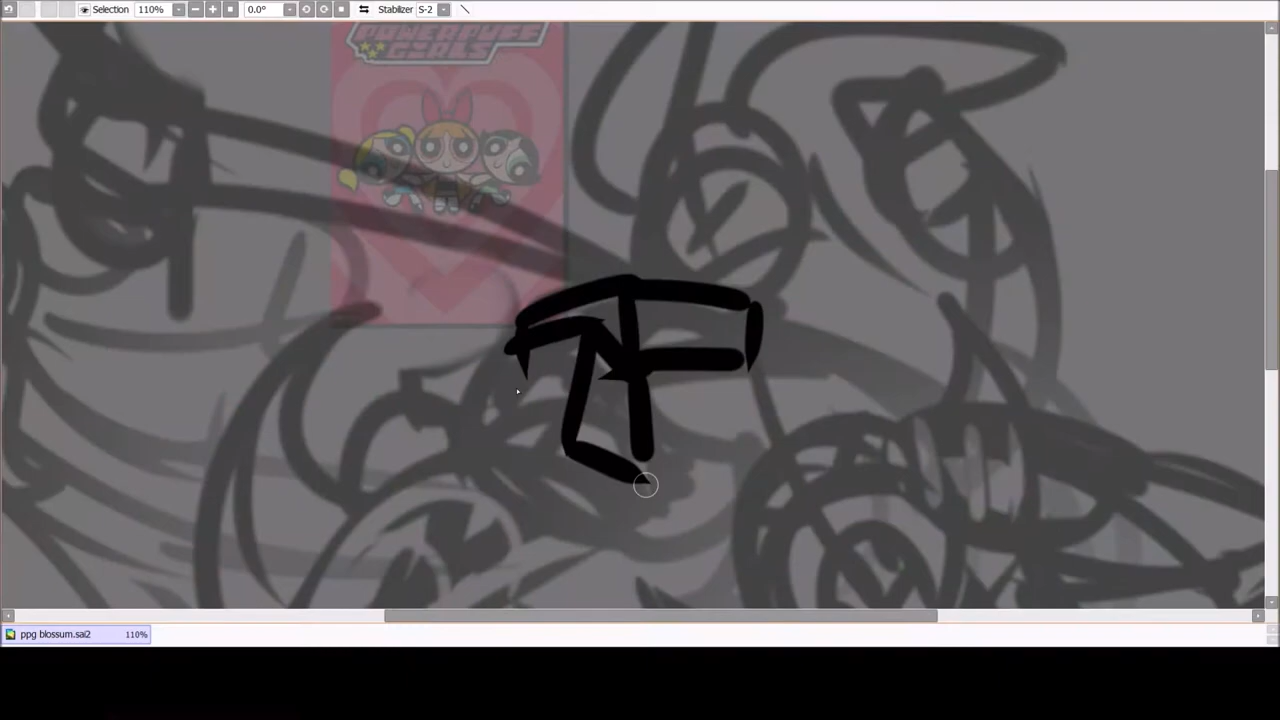 Selection 110% 0.0° Stabilizer S-2
POWERPUFF
GIRLS
ppg blossum.sai2 110%